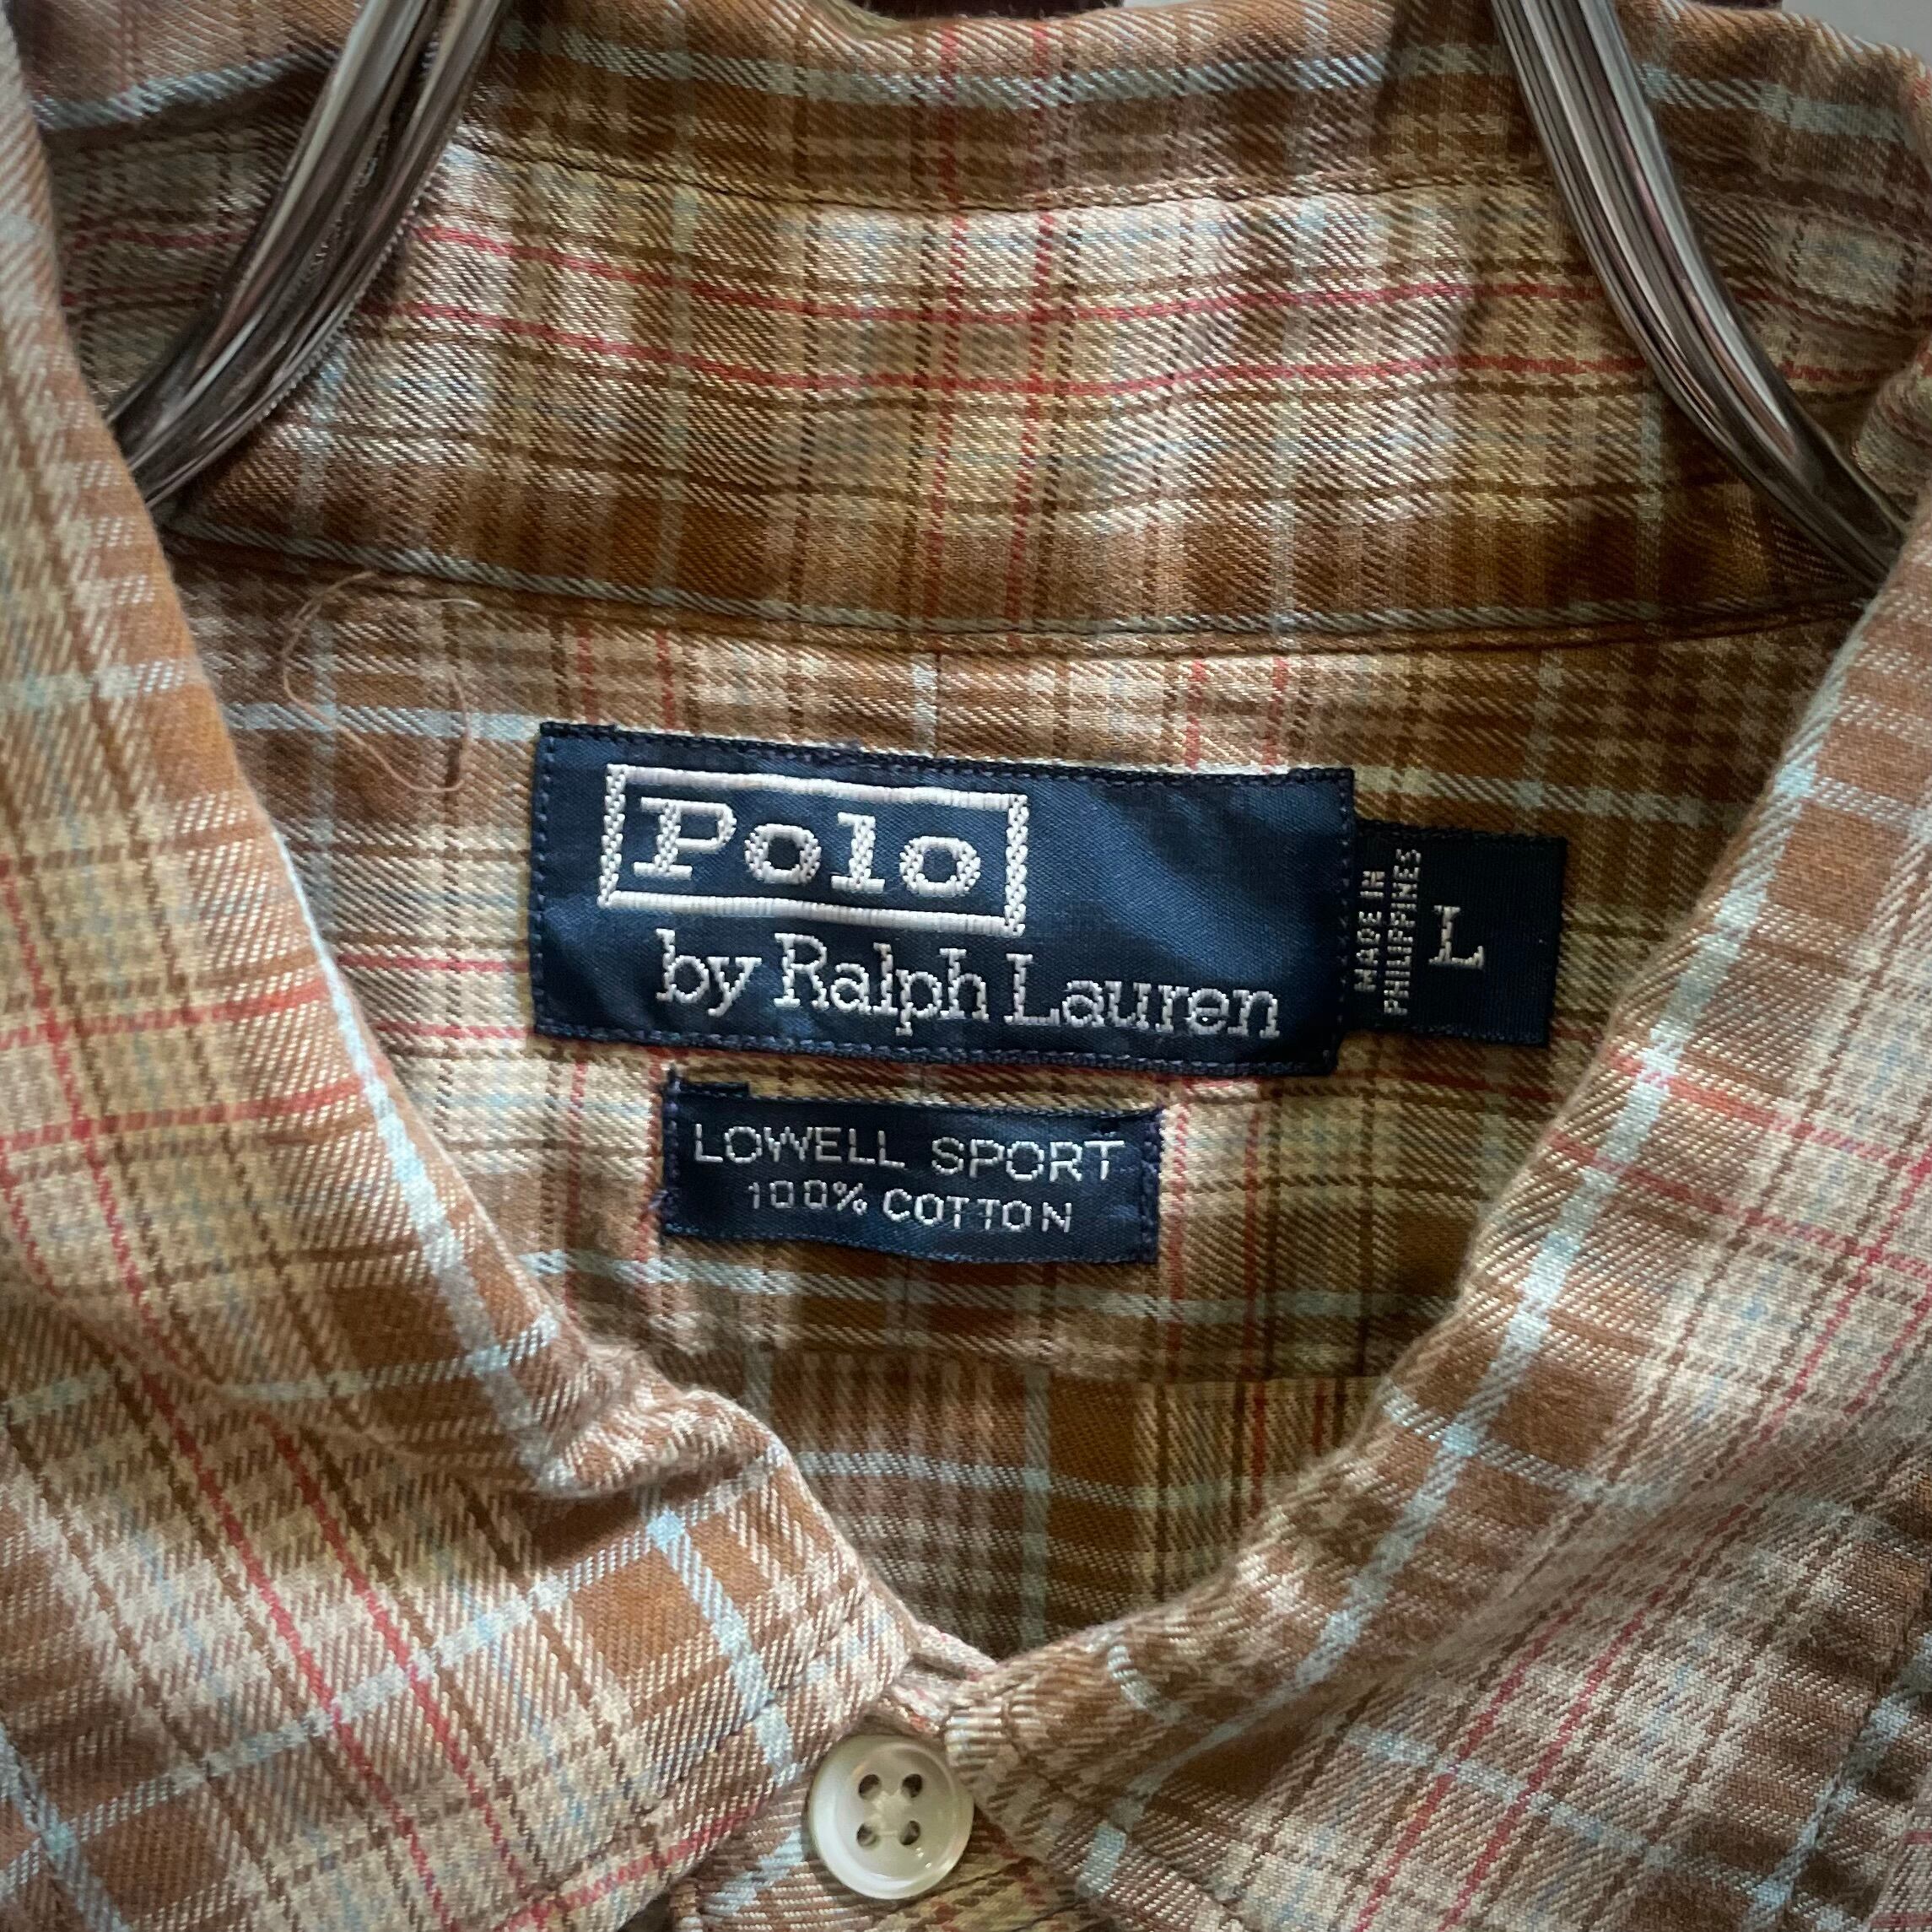 Polo
by Ralph Lauren
MADE IN
PHILIPPINES
L
LOWELL SPORT
100% COTTON